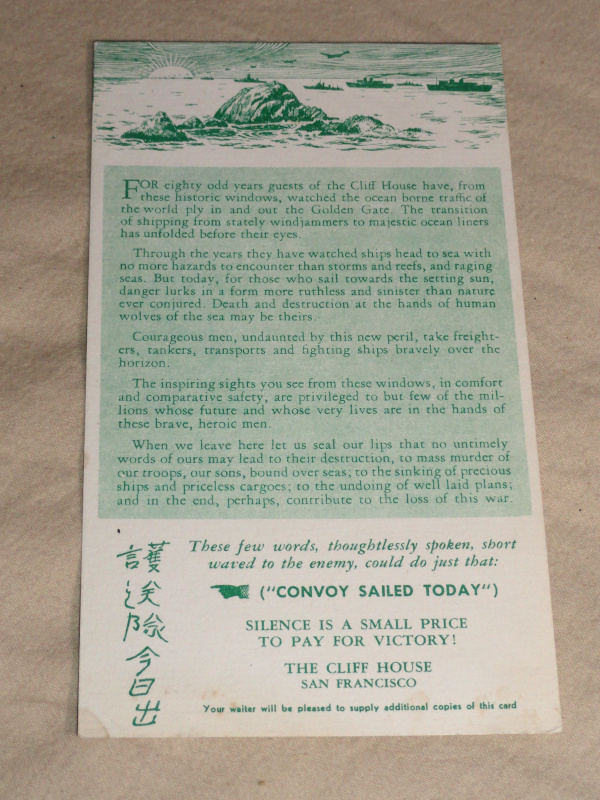 FOR eighty odd years guests of the Cliff House have, from
these historic windows, watched the ocean borne traffic of
the world ply in and out the Golden Gate. The transition
of shipping from stately windjammers to majestic ocean liners
has unfolded before their eyes.
Through the years they have watched ships head to sea with
no more hazards to encounter than storms and reefs, and raging
seas. But today, for those who sail towards the setting sun,
danger lurks in a form more ruthless and sinister than nature
ever conjured. Death and destruction at the hands of human
wolves of the sea may be theirs.
Courageous men, undaunted by this new peril, take freight-
ers, tankers, transports and fighting ships bravely over the
horizon.
The inspiring sights you see from these windows, in comfort
and comparative safety, are privileged to but few of the mil-
lions whose future and whose very lives are in the hands of
these brave, heroic men.
When we leave here let us seal our lips that no untimely
words of ours may lead to their destruction, to mass murder of
our troops, our sons, bound over seas; to the sinking of precious
ships and priceless cargoes; to the undoing of well laid plans;
and in the end, perhaps, contribute to the loss of this war.
These few words, thoughtlessly spoken, short
waved to the enemy, could do just that:
("CONVOY SAILED TODAY")
SILENCE IS A SMALL PRICE
TO PAY FOR VICTORY!
THE CLIFF HOUSE
SAN FRANCISCO
Your waiter will be pleased to supply additional copies of this card
今日出